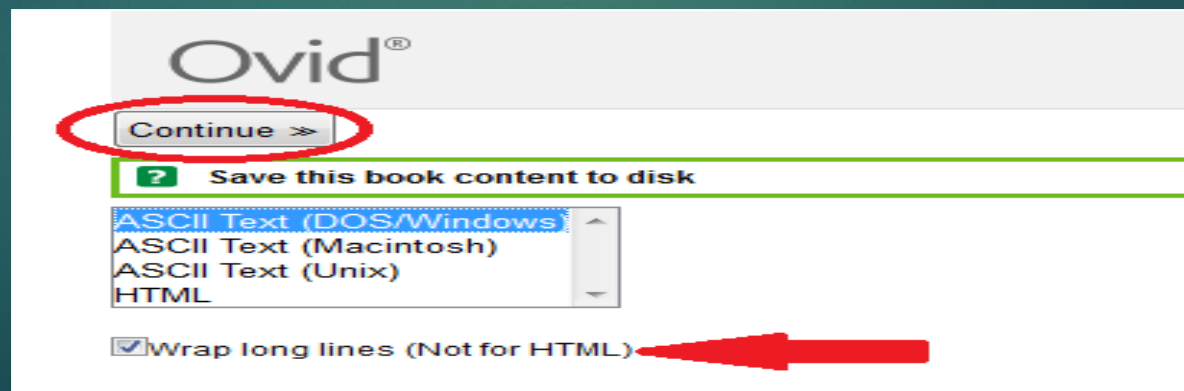 Ovid®
Continue ≫
? Save this book content to disk
ASCII Text (DOS/Windows)
ASCII Text (Macintosh)
ASCII Text (Unix)
HTML
Wrap long lines (Not for HTML)